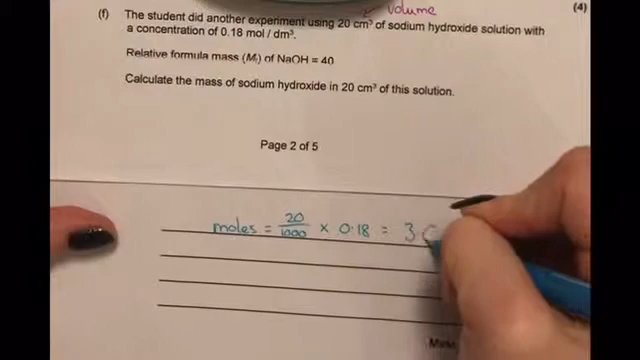 volume
(4)
(f) The student did another experiment using 20 cm³ of sodium hydroxide solution with
a concentration of 0.18 mol / dm³.
Relative formula mass (Mᵣ) of NaOH = 40
Calculate the mass of sodium hydroxide in 20 cm³ of this solution.
Page 2 of 5
moles = 20/1000 × 0.18 = 3